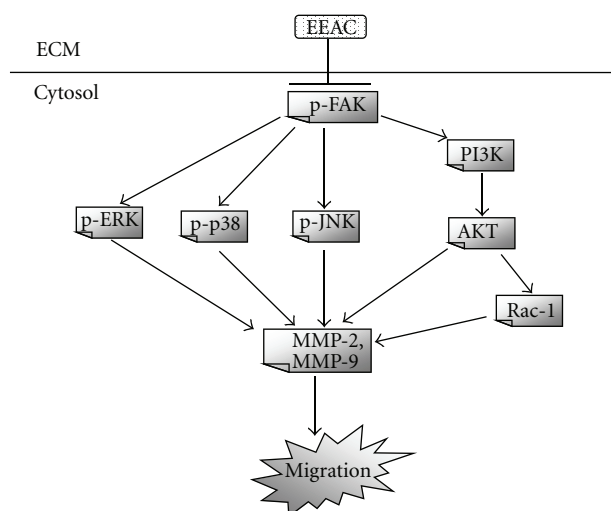 EEAC
ECM
Cytosol
p-FAK
PI3K
p-ERK
p-p38
p-JNK
AKT
Rac-1
MMP-2,
MMP-9
Migration